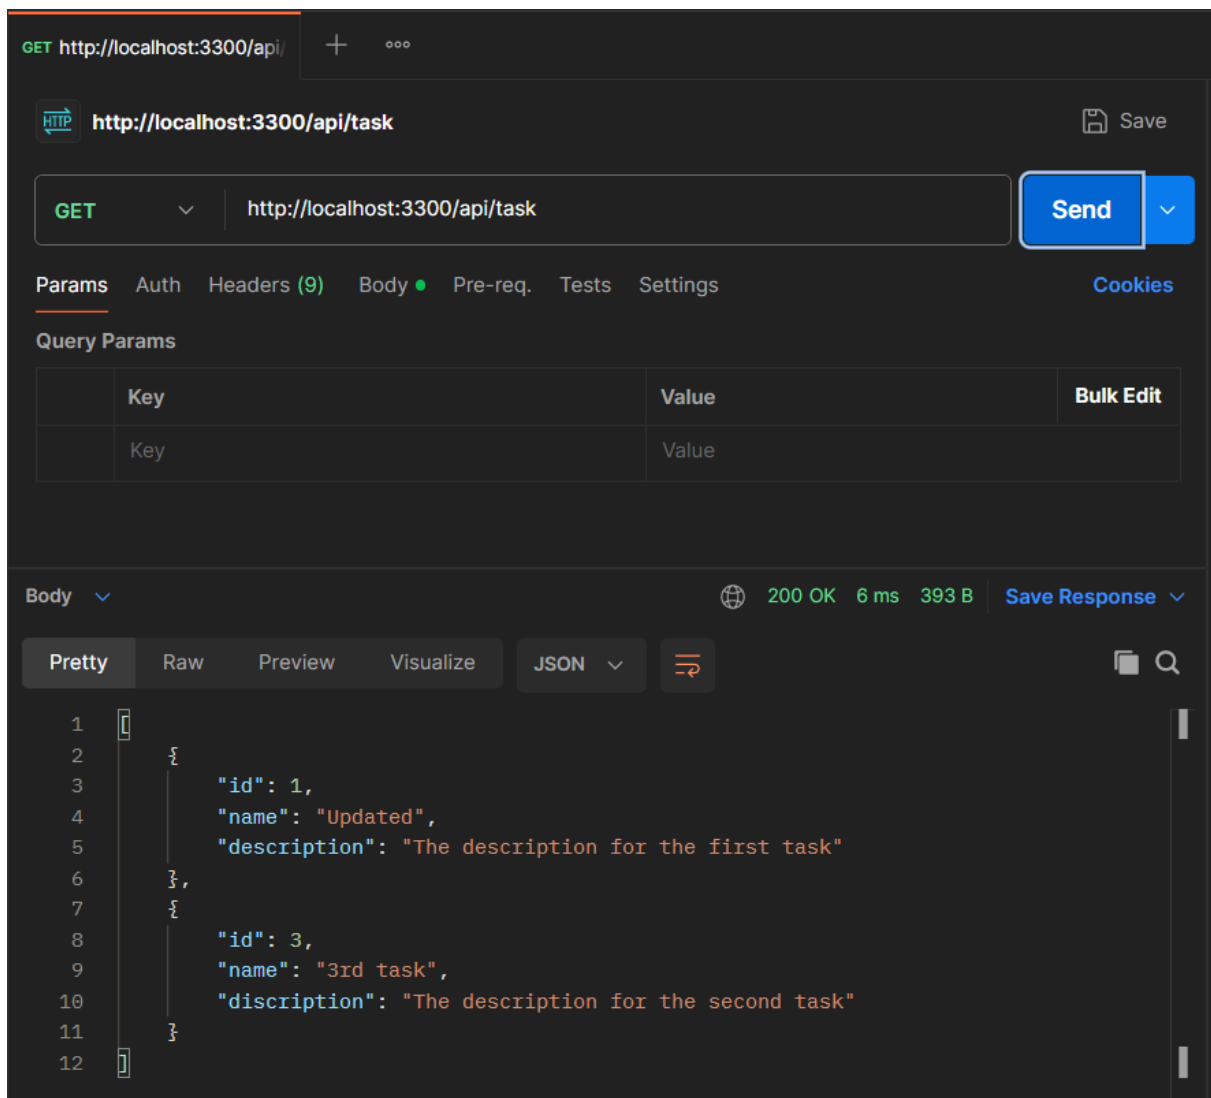 GET http://localhost:3300/api/
HTTP http://localhost:3300/api/task Save
GET http://localhost:3300/api/task Send
Params Auth Headers (9) Body Pre-req. Tests Settings Cookies
Query Params
Key Value Bulk Edit
Key Value
Body 200 OK 6 ms 393 B Save Response
Pretty Raw Preview Visualize JSON
1 [
2 {
3 "id": 1,
4 "name": "Updated",
5 "description": "The description for the first task"
6 },
7 {
8 "id": 3,
9 "name": "3rd task",
10 "discription": "The description for the second task"
11 }
12 ]